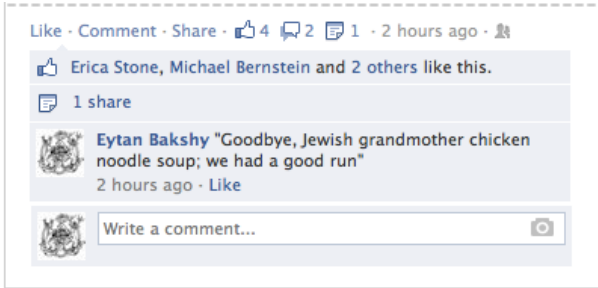 Like · Comment · Share · 4 2 1 · 2 hours ago ·
Erica Stone, Michael Bernstein and 2 others like this.
1 share
Eytan Bakshy "Goodbye, Jewish grandmother chicken
noodle soup; we had a good run"
2 hours ago · Like
Write a comment...